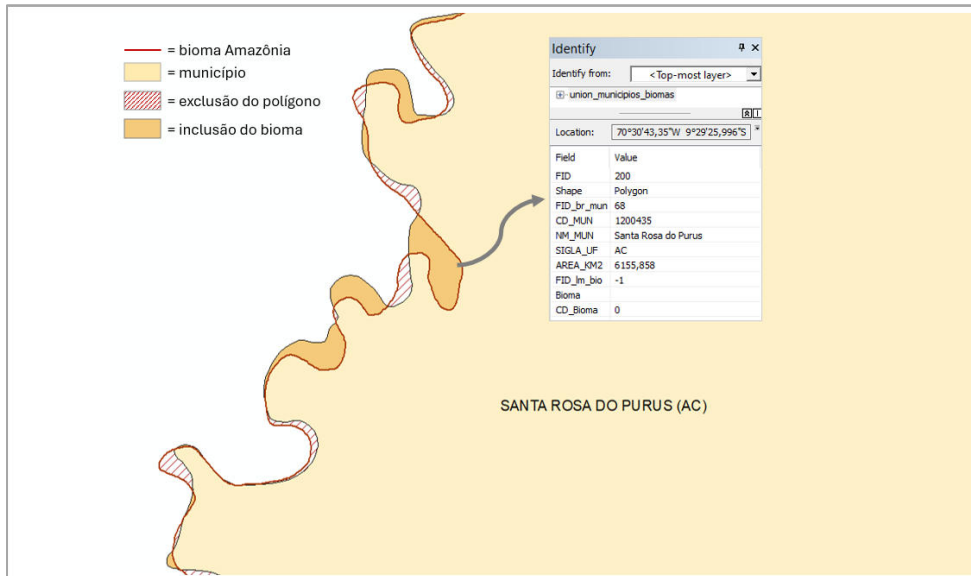 = bioma Amazônia
= município
= exclusão do polígono
= inclusão do bioma
Identify
Identify from: <Top-most layer>
union_municipios_biomas
Location: 70°30'43,35"W 9°29'25,996"S
Field Value
FID 200
Shape Polygon
FID_br_mun 68
CD_MUN 1200435
NM_MUN Santa Rosa do Purus
SIGLA_UF AC
AREA_KM2 6155,858
FID_lm_bio -1
Bioma
CD_Bioma 0
SANTA ROSA DO PURUS (AC)